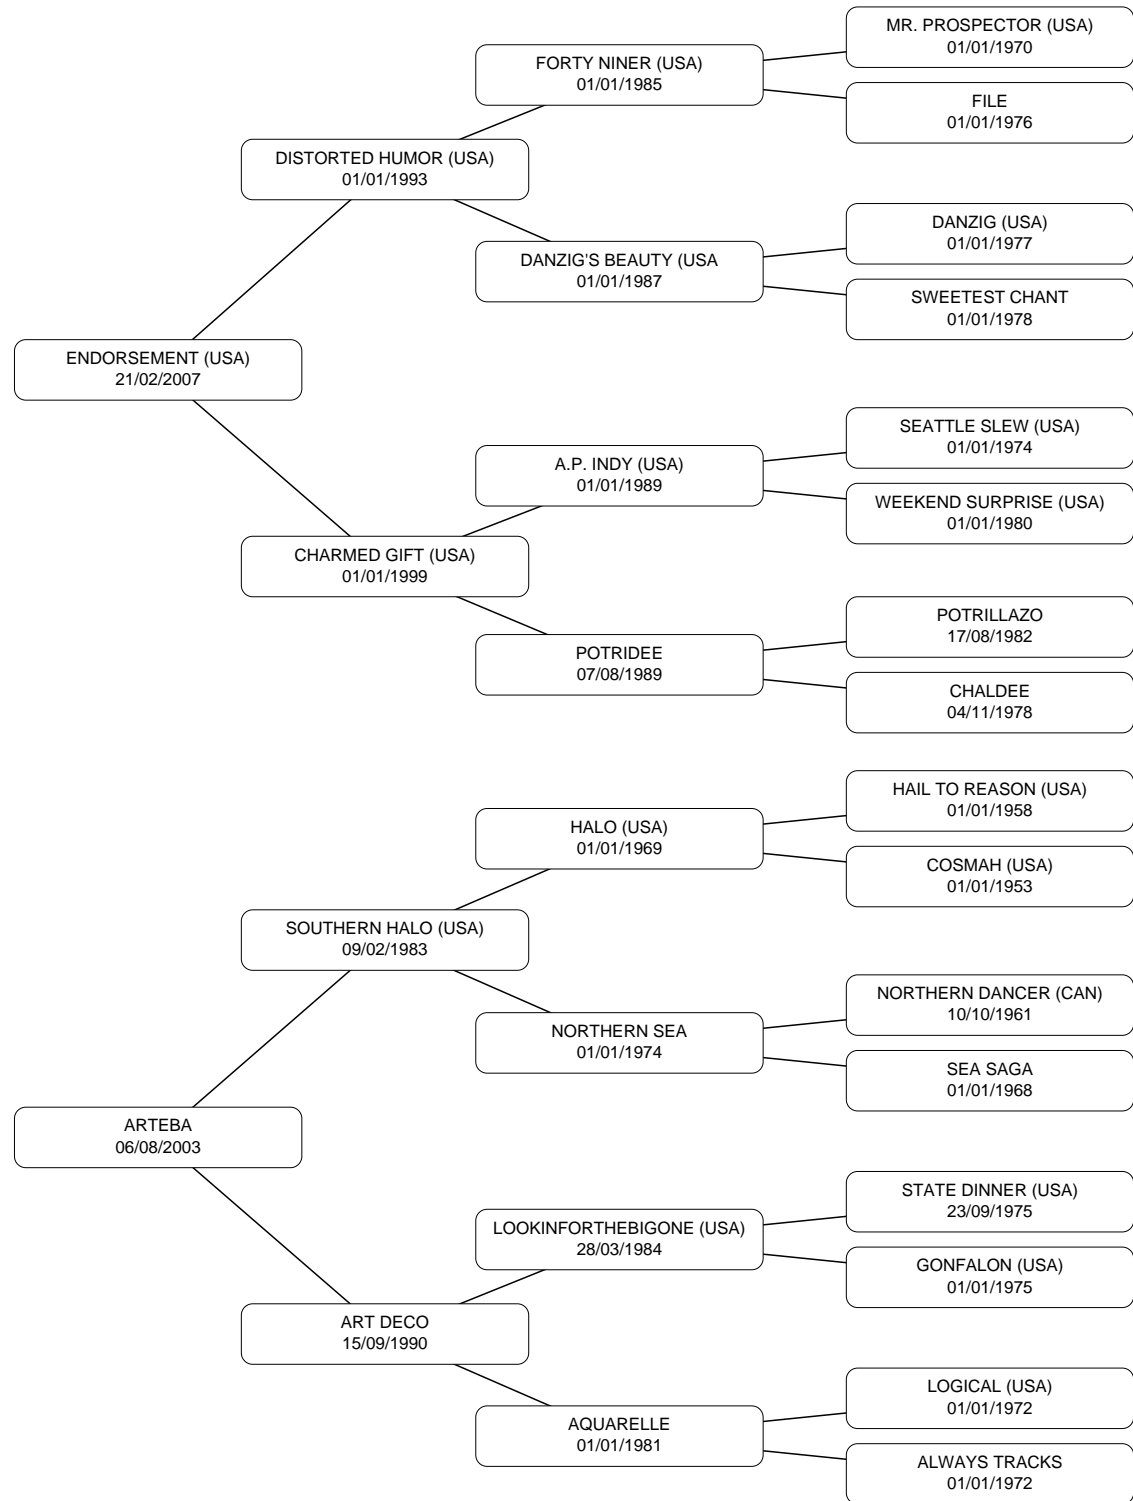 MR. PROSPECTOR (USA)
01/01/1970
FORTY NINER (USA)
01/01/1985
FILE
01/01/1976
DISTORTED HUMOR (USA)
01/01/1993
DANZIG (USA)
01/01/1977
DANZIG'S BEAUTY (USA
01/01/1987
SWEETEST CHANT
01/01/1978
ENDORSEMENT (USA)
21/02/2007
SEATTLE SLEW (USA)
01/01/1974
A.P. INDY (USA)
01/01/1989
WEEKEND SURPRISE (USA)
01/01/1980
CHARMED GIFT (USA)
01/01/1999
POTRILLAZO
17/08/1982
POTRIDEE
07/08/1989
CHALDEE
04/11/1978
HAIL TO REASON (USA)
01/01/1958
HALO (USA)
01/01/1969
COSMAH (USA)
01/01/1953
SOUTHERN HALO (USA)
09/02/1983
NORTHERN DANCER (CAN)
10/10/1961
NORTHERN SEA
01/01/1974
SEA SAGA
01/01/1968
ARTEBA
06/08/2003
STATE DINNER (USA)
23/09/1975
LOOKINFORTHEBIGONE (USA)
28/03/1984
GONFALON (USA)
01/01/1975
ART DECO
15/09/1990
LOGICAL (USA)
01/01/1972
AQUARELLE
01/01/1981
ALWAYS TRACKS
01/01/1972